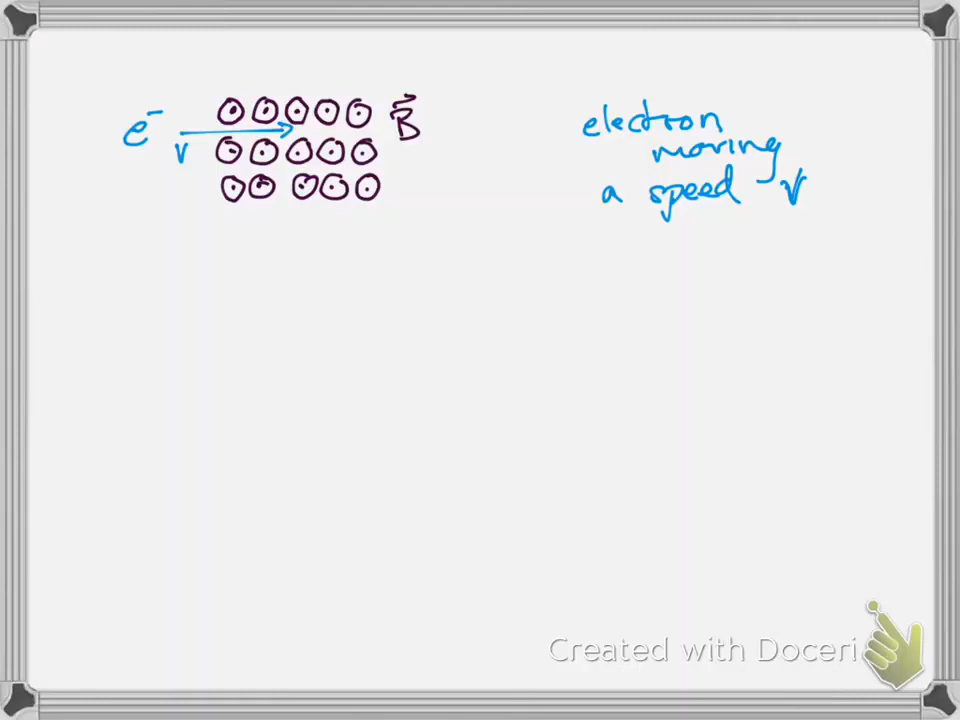 e⁻ v B⃗
electron
moving
a speed v
Created with Doceri